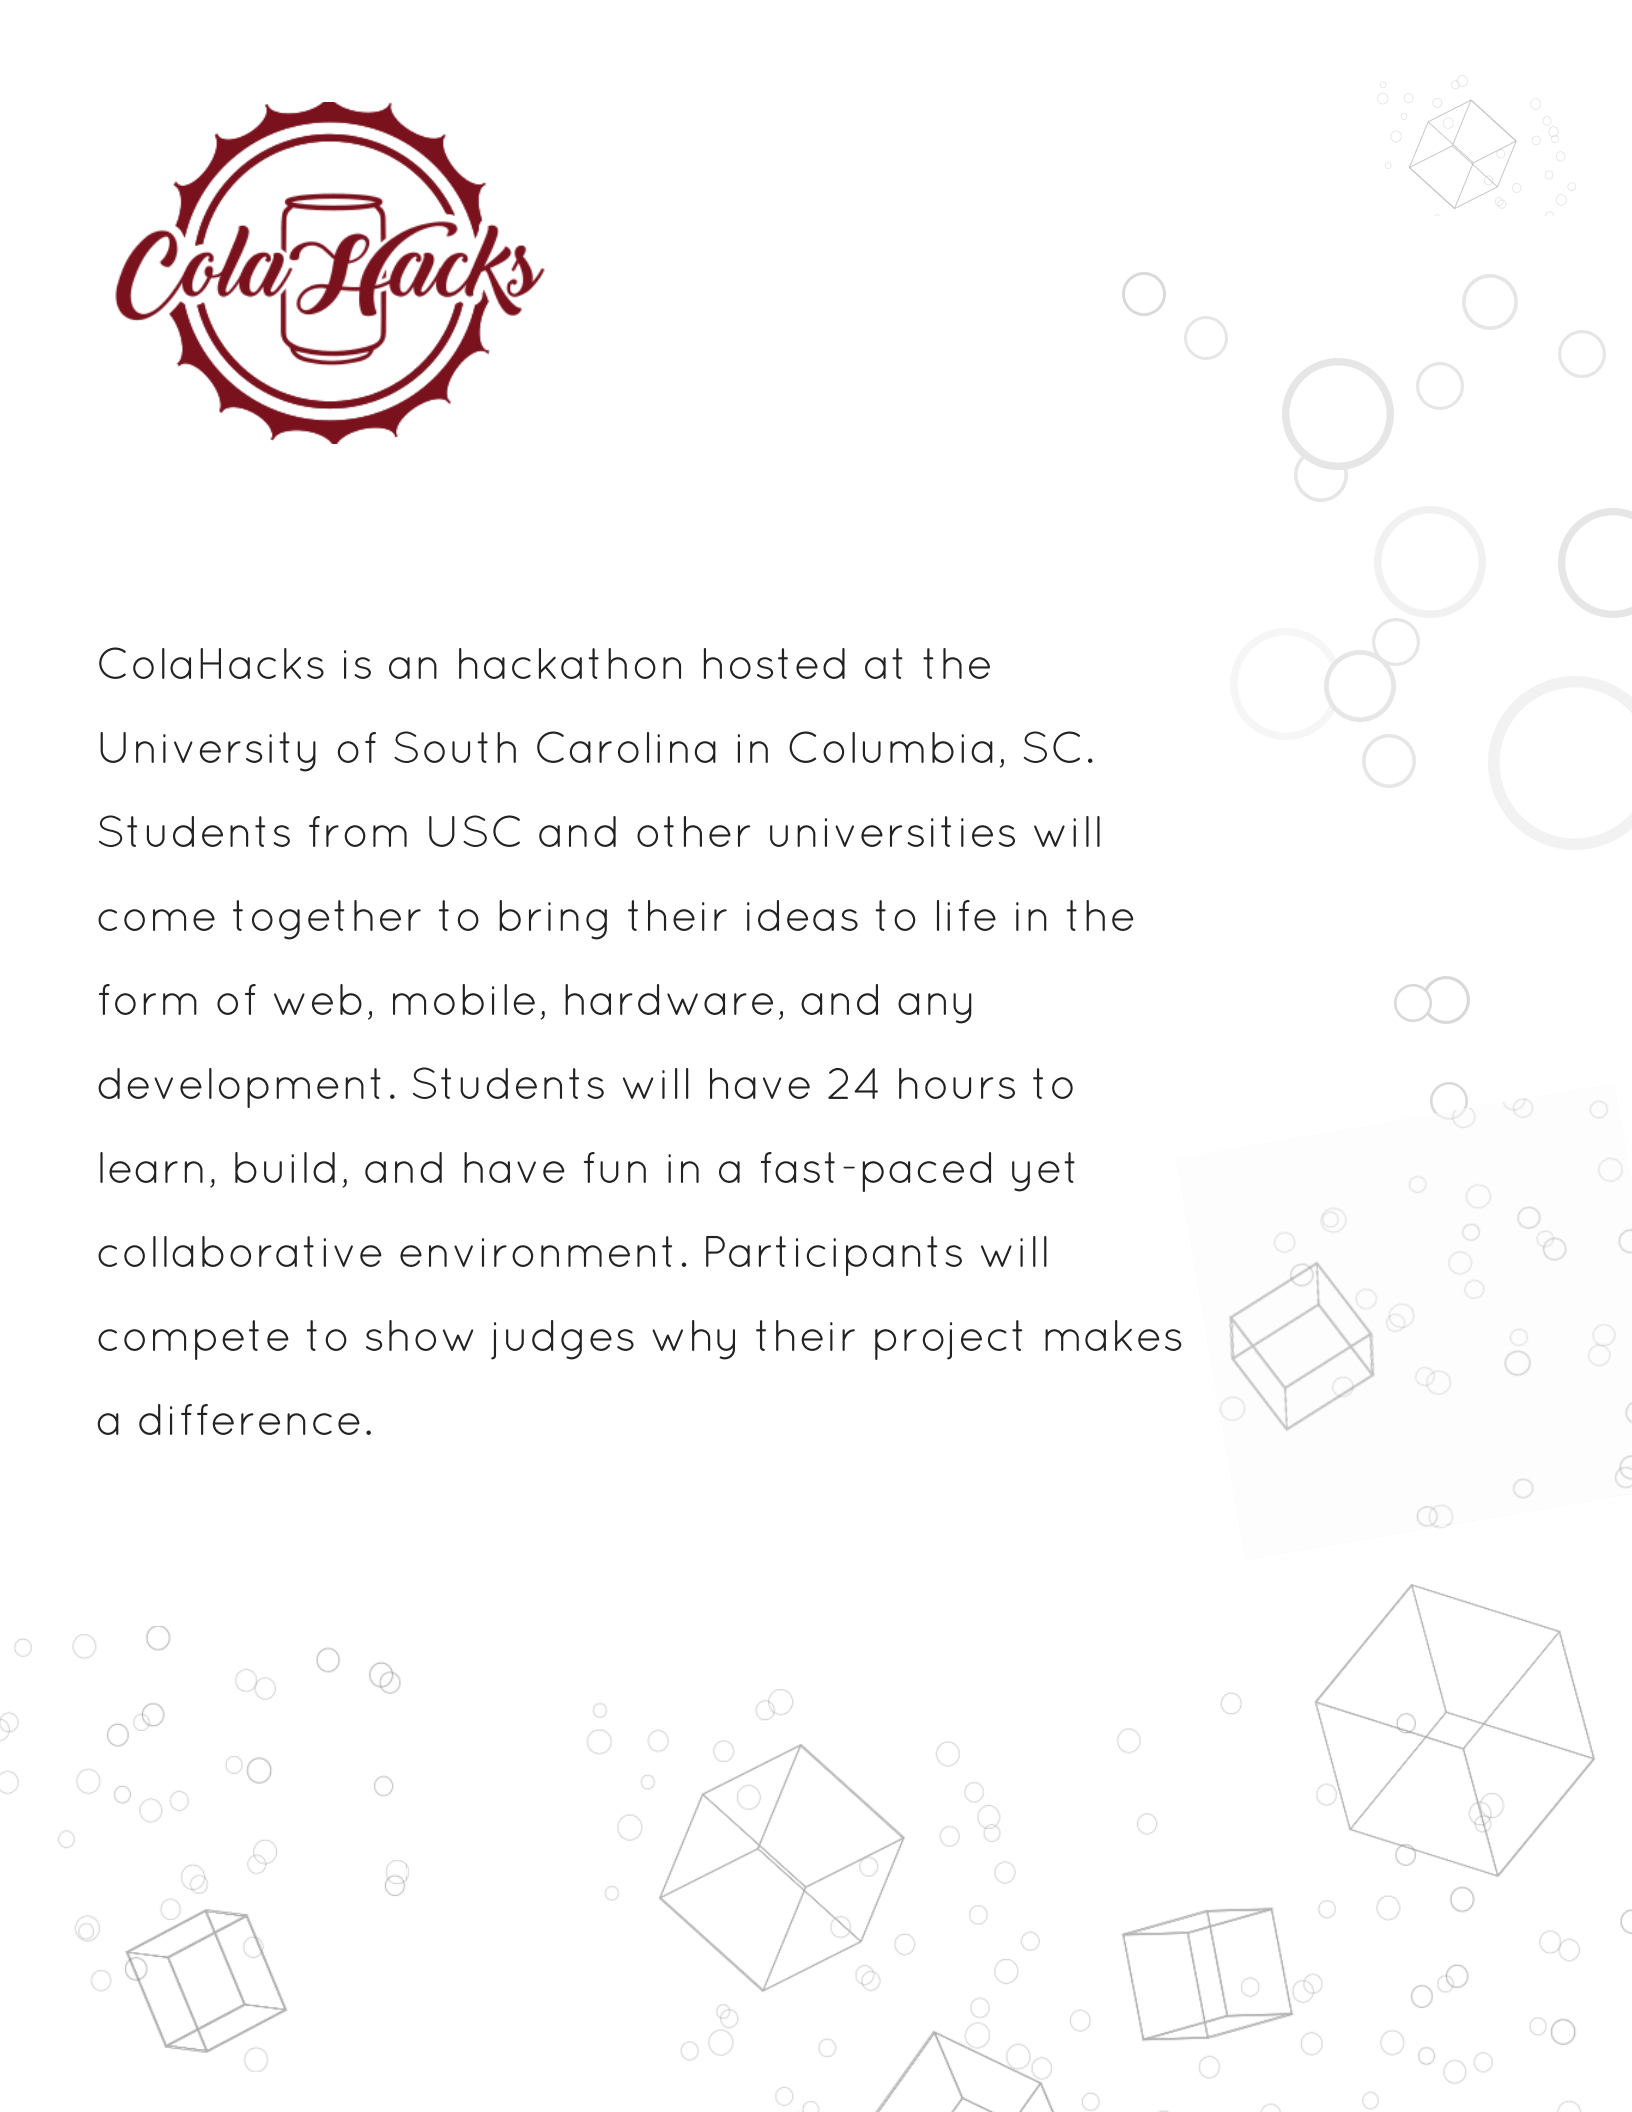 Cola Hacks
ColaHacks is an hackathon hosted at the
University of South Carolina in Columbia, SC.
Students from USC and other universities will
come together to bring their ideas to life in the
form of web, mobile, hardware, and any
development. Students will have 24 hours to
learn, build, and have fun in a fast-paced yet
collaborative environment. Participants will
compete to show judges why their project makes
a difference.